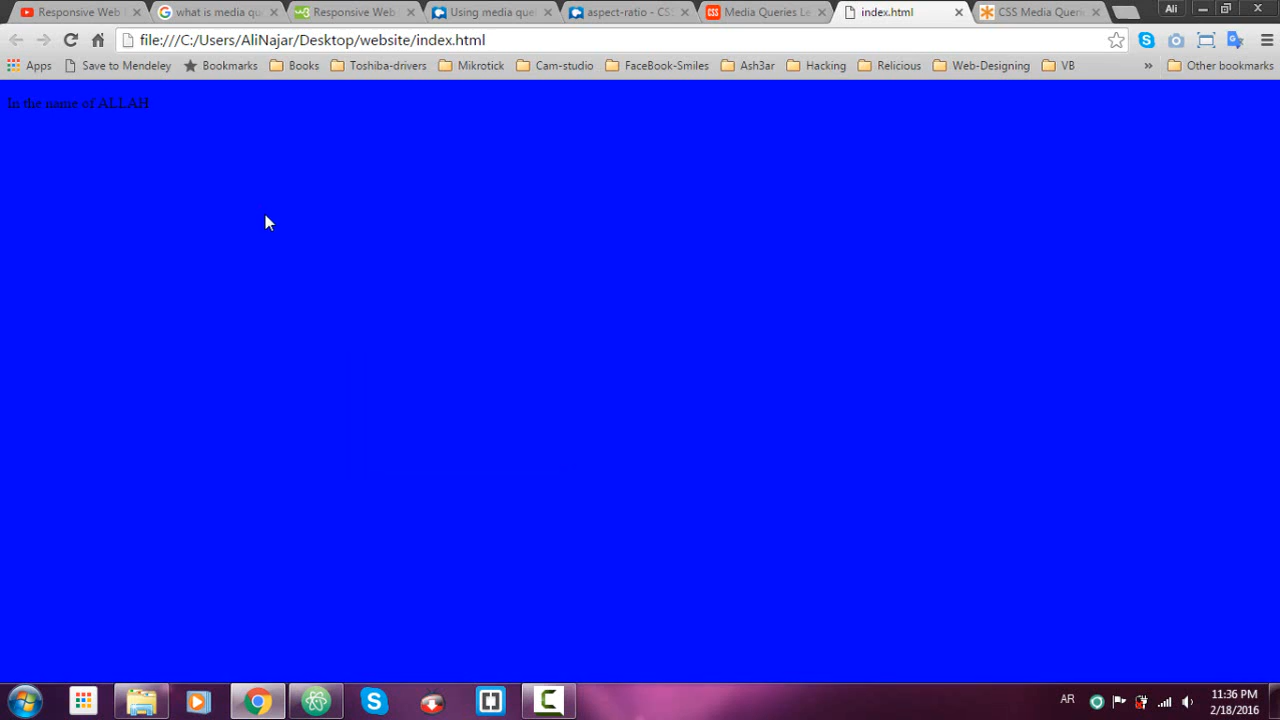 Responsive Web
what is media qu
Responsive Web
Using media quer
aspect-ratio - CSS
Media Queries Le
index.html
CSS Media Querie
Ali
file:///C:/Users/AliNajar/Desktop/website/index.html
Apps
Save to Mendeley
Bookmarks
Books
Toshiba-drivers
Mikrotick
Cam-studio
FaceBook-Smiles
Ash3ar
Hacking
Relicious
Web-Designing
VB
»
Other bookmarks
In the name of ALLAH
AR
11:36 PM
2/18/2016